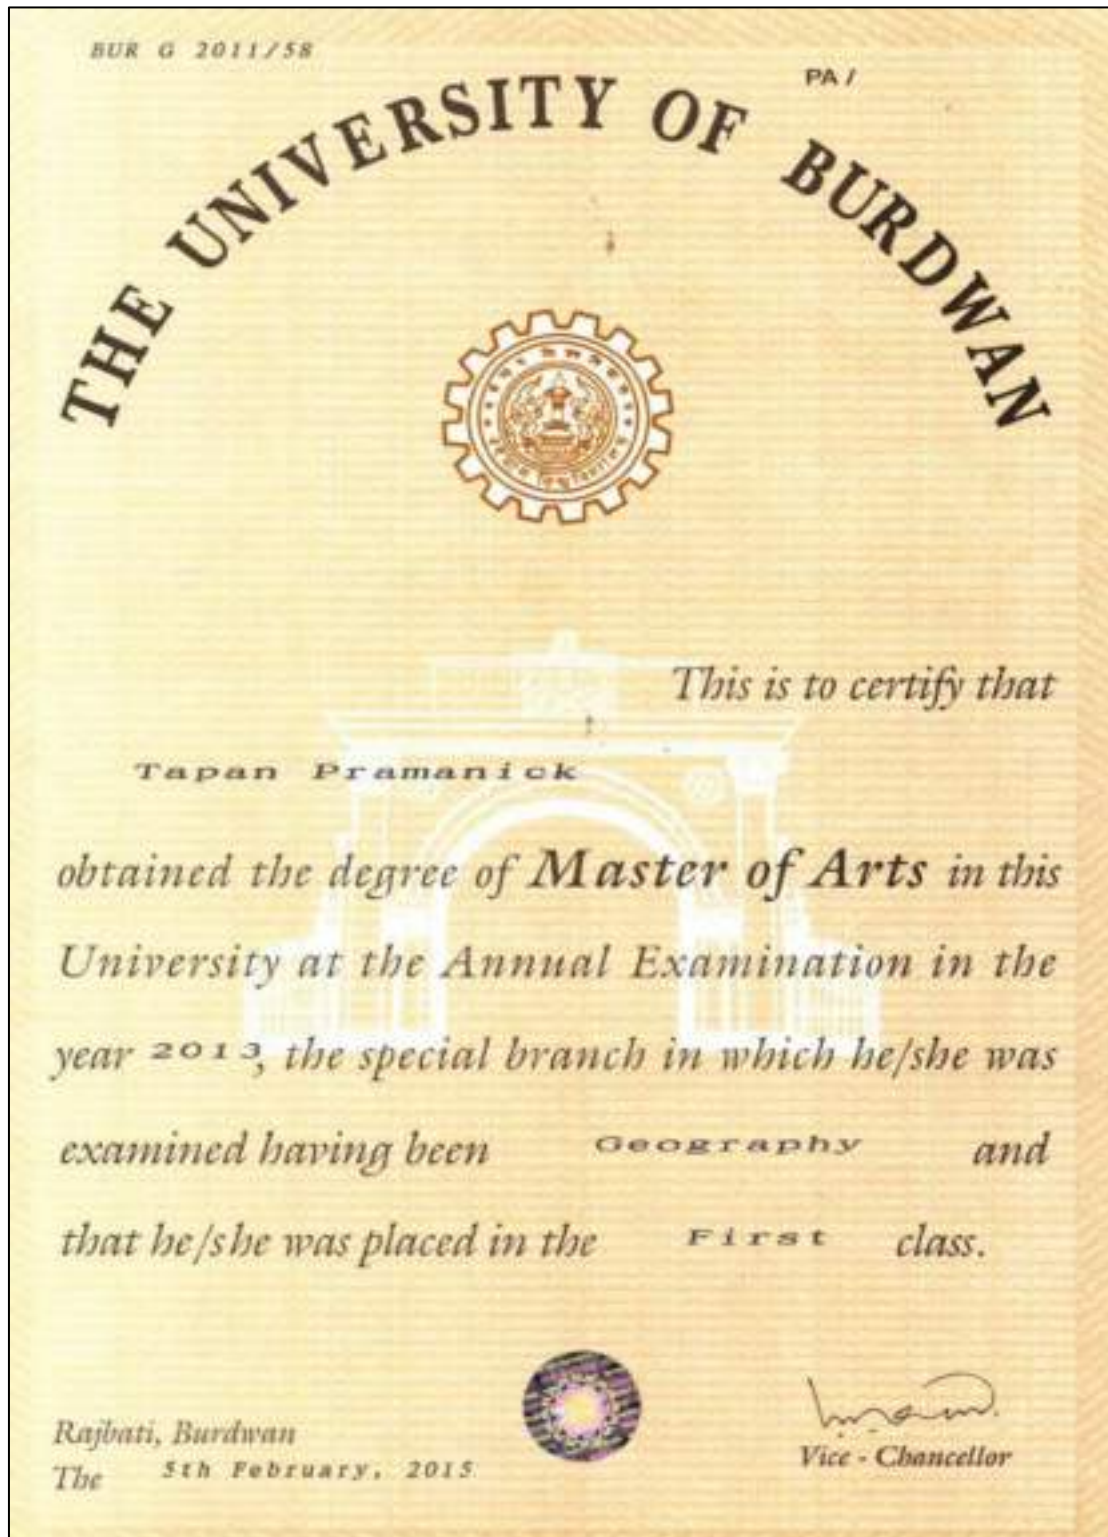 BUR G 2011/58
PA /
THE UNIVERSITY OF BURDWAN
This is to certify that
Tapan Pramanick
obtained the degree of Master of Arts in this
University at the Annual Examination in the
year 2013, the special branch in which he/she was
examined having been Geography and
that he/she was placed in the First class.
Rajbati, Burdwan
The 5th February, 2015
Vice - Chancellor